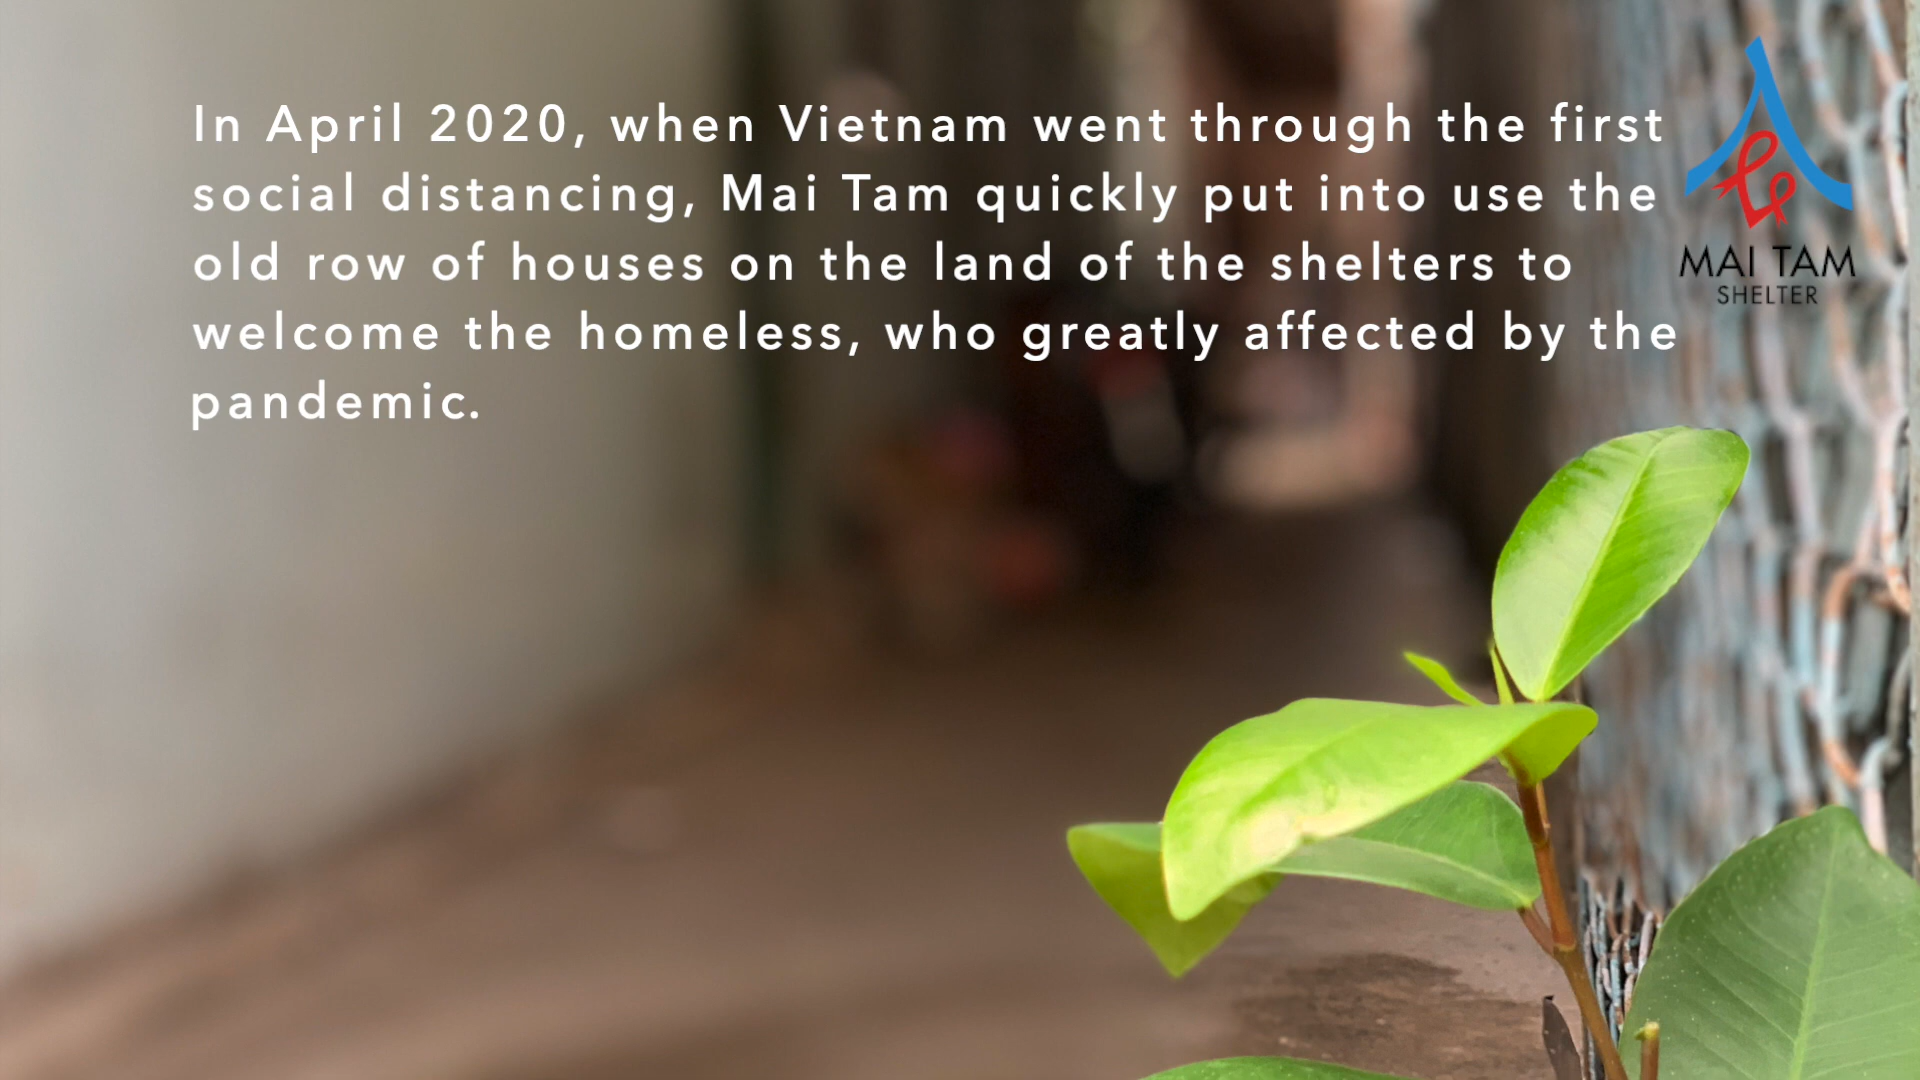 In April 2020, when Vietnam went through the first
social distancing, Mai Tam quickly put into use the
old row of houses on the land of the shelters to
welcome the homeless, who greatly affected by the
pandemic.
MAI TAM
SHELTER